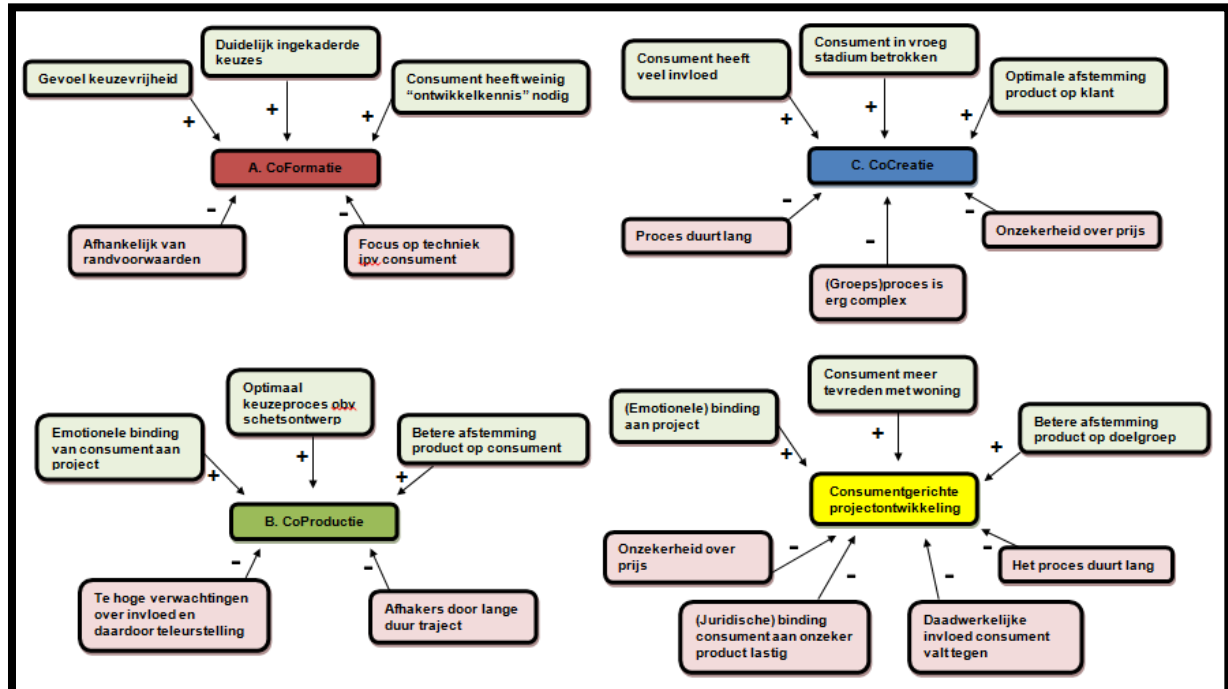 Gevoel keuzevrijheid
Duidelijk ingekaderde
keuzes
Consument heeft weinig
“ontwikkelkennis” nodig
+
+
+
A. CoFormatie
-
-
Afhankelijk van
randvoorwaarden
Focus op techniek
ipv consument
Consument heeft
veel invloed
Consument in vroeg
stadium betrokken
Optimale afstemming
product op klant
+
+
+
C. CoCreatie
-
-
-
Proces duurt lang
(Groeps)proces is
erg complex
Onzekerheid over prijs
Emotionele binding
van consument aan
project
Optimaal
keuzeproces obv
schetsontwerp
Betere afstemming
product op consument
+
+
+
B. CoProductie
-
-
Te hoge verwachtingen
over invloed en
daardoor teleurstelling
Afhakers door lange
duur traject
(Emotionele) binding
aan project
Consument meer
tevreden met woning
Betere afstemming
product op doelgroep
+
+
+
Consumentgerichte
projectontwikkeling
-
-
-
-
Onzekerheid over
prijs
(Juridische) binding
consument aan onzeker
product lastig
Daadwerkelijke
invloed consument
valt tegen
Het proces duurt lang